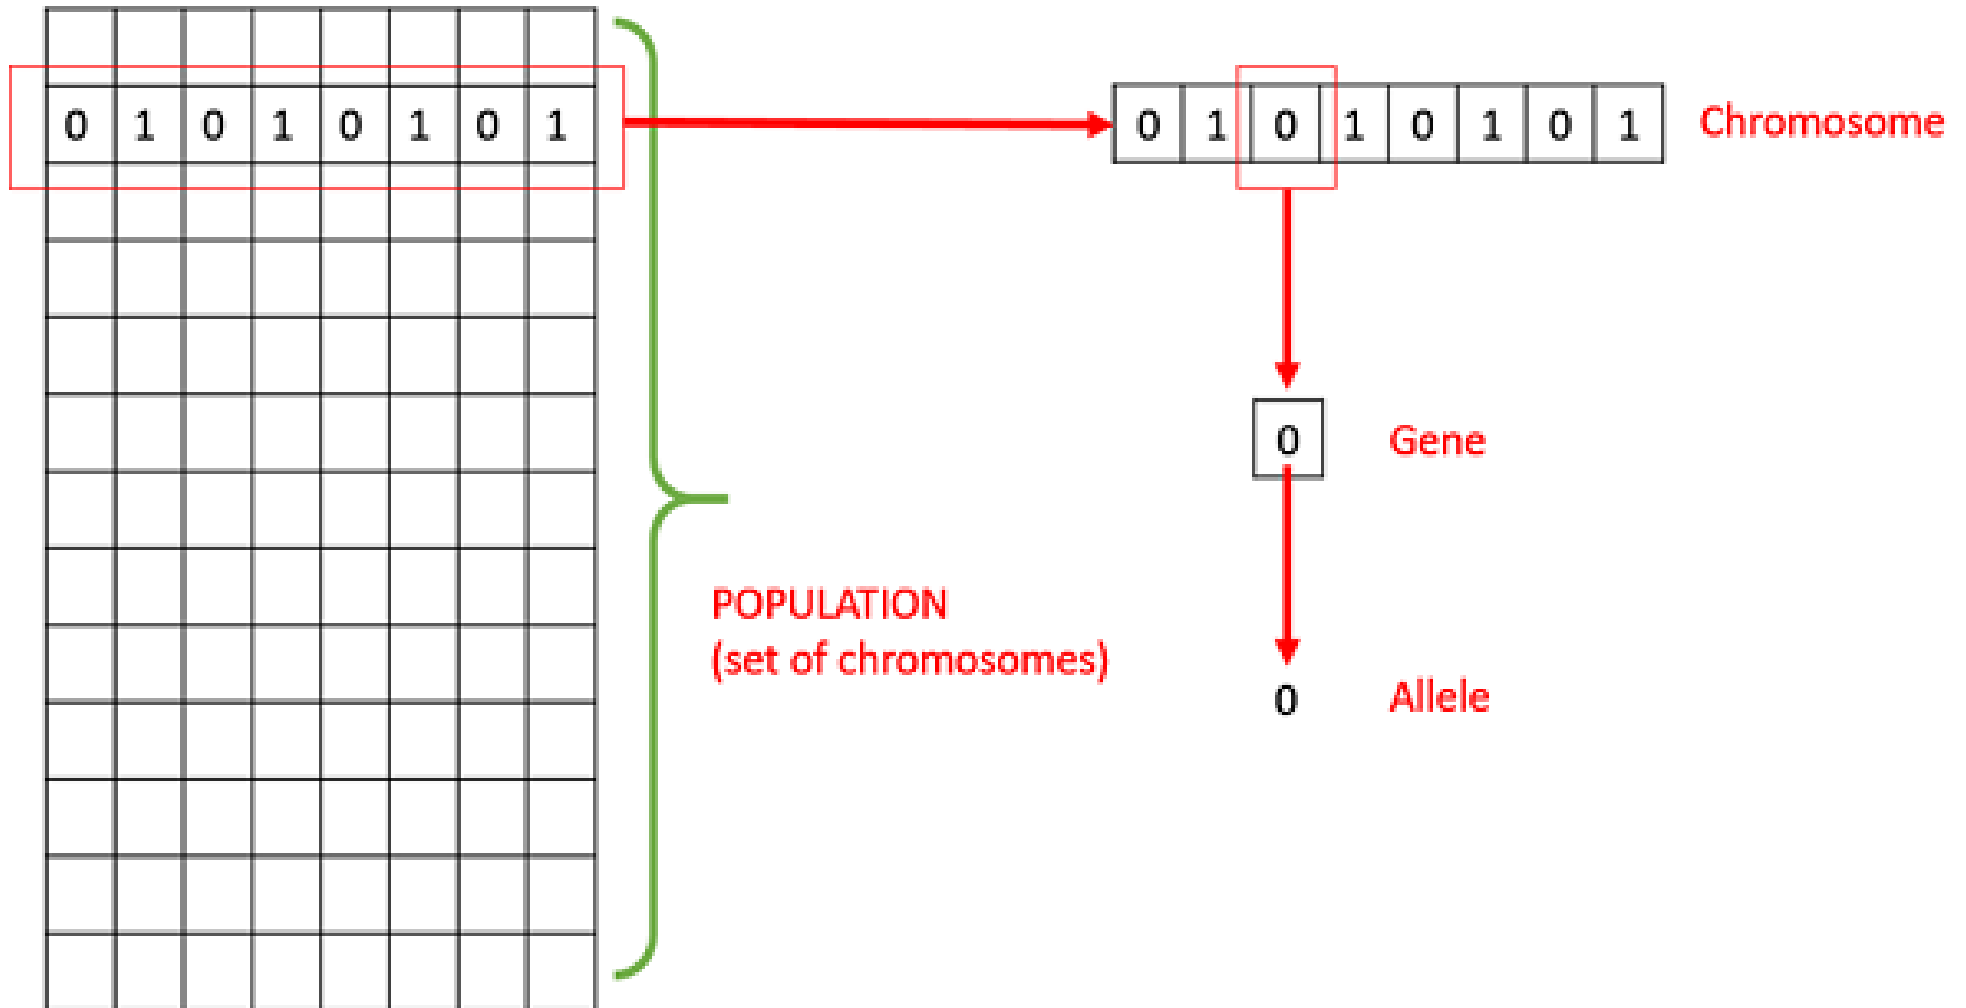 0 1 0 1 0 1 0 1
0 1 0 1 0 1 0 1
Chromosome
0
Gene
POPULATION
(set of chromosomes)
0
Allele